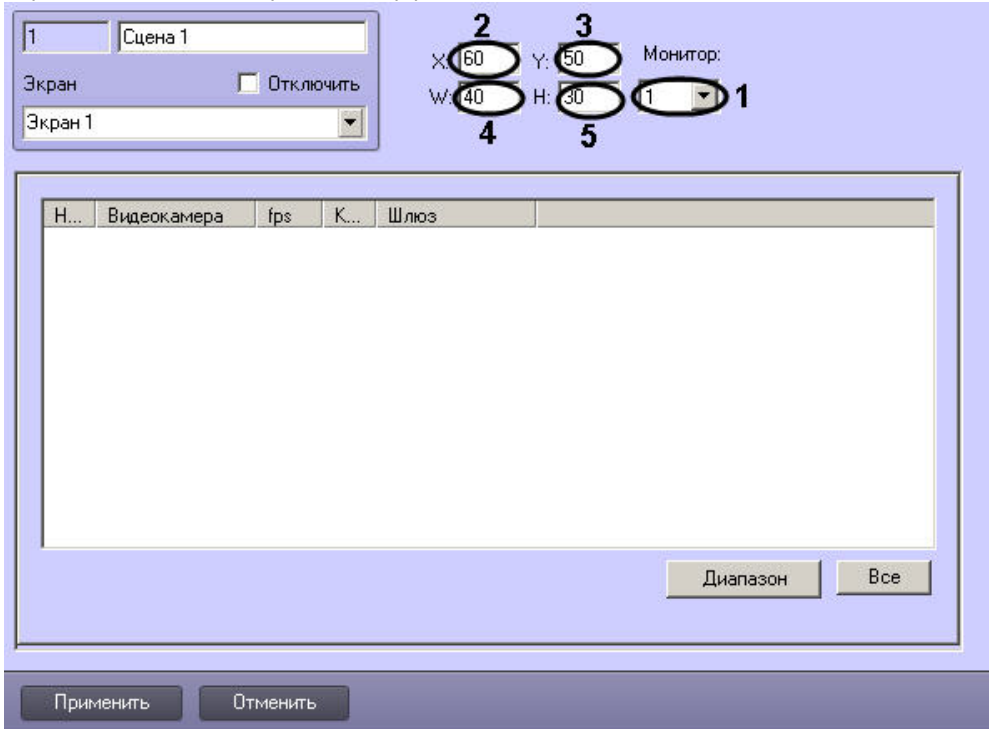 1 Сцена 1
Экран Отключить
Экран 1
2 3
X: 60 Y: 50 Монитор:
W: 40 H: 30 1 1
4 5
Н... Видеокамера fps К... Шлюз
Диапазон Все
Применить Отменить